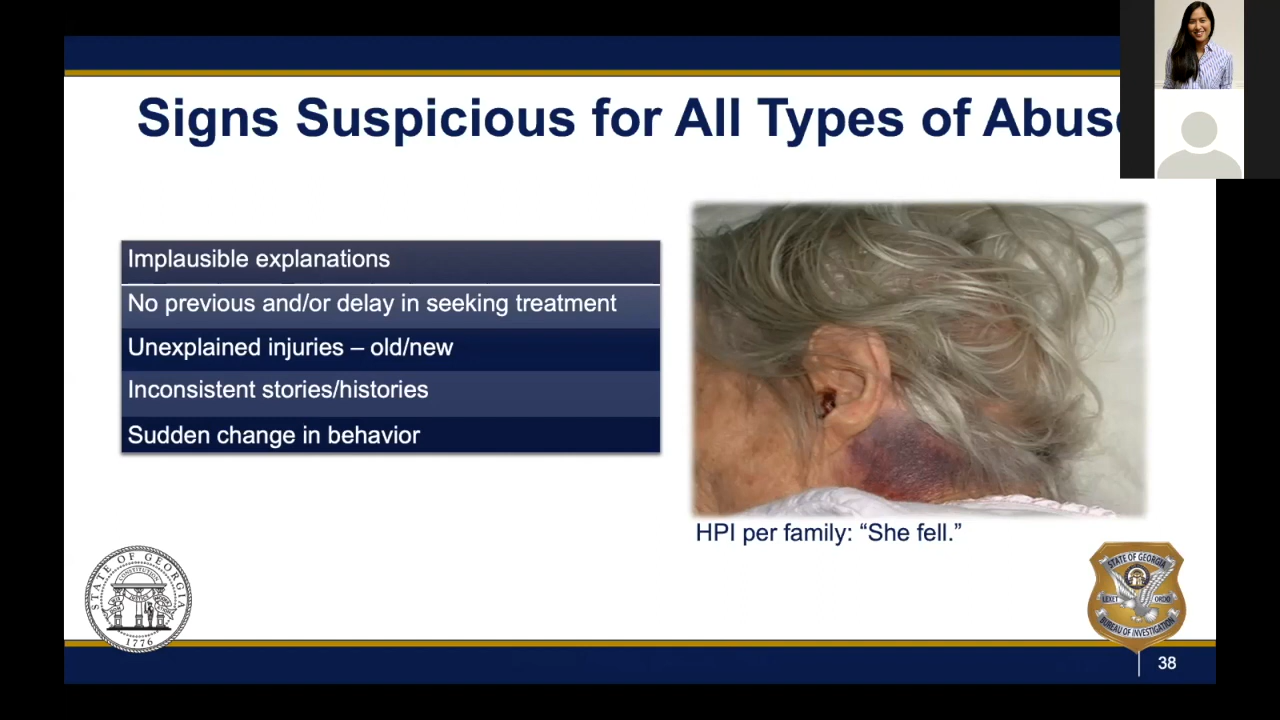 Signs Suspicious for All Types of Abuse
Implausible explanations
No previous and/or delay in seeking treatment
Unexplained injuries – old/new
Inconsistent stories/histories
Sudden change in behavior
HPI per family: “She fell.”
STATE OF GEORGIA
CONSTITUTION
1776
STATE OF GEORGIA
BUREAU OF INVESTIGATION
38